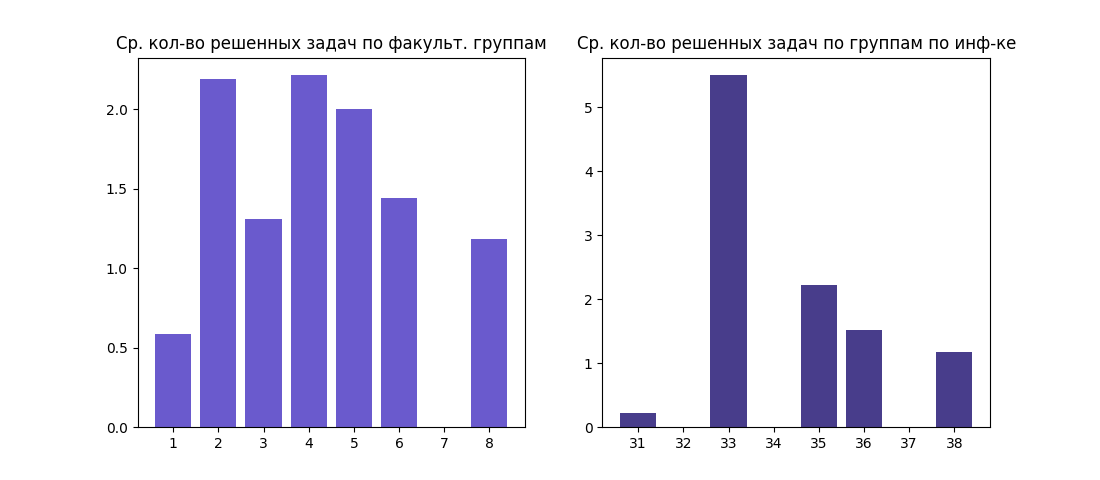 Ср. кол-во решенных задач по факульт. группам
2.0
1.5
1.0
0.5
0.0
1 2 3 4 5 6 7 8
Ср. кол-во решенных задач по группам по инф-ке
5
4
3
2
1
0
31 32 33 34 35 36 37 38